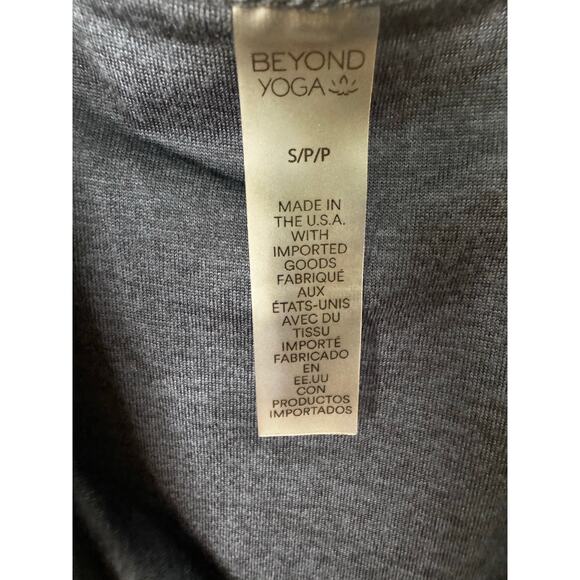 BEYOND
YOGA
S/P/P
MADE IN
THE U.S.A.
WITH
IMPORTED
GOODS
FABRIQUÉ
AUX
ÉTATS-UNIS
AVEC DU
TISSU
IMPORTÉ
FABRICADO
EN
EE.UU
CON
PRODUCTOS
IMPORTADOS